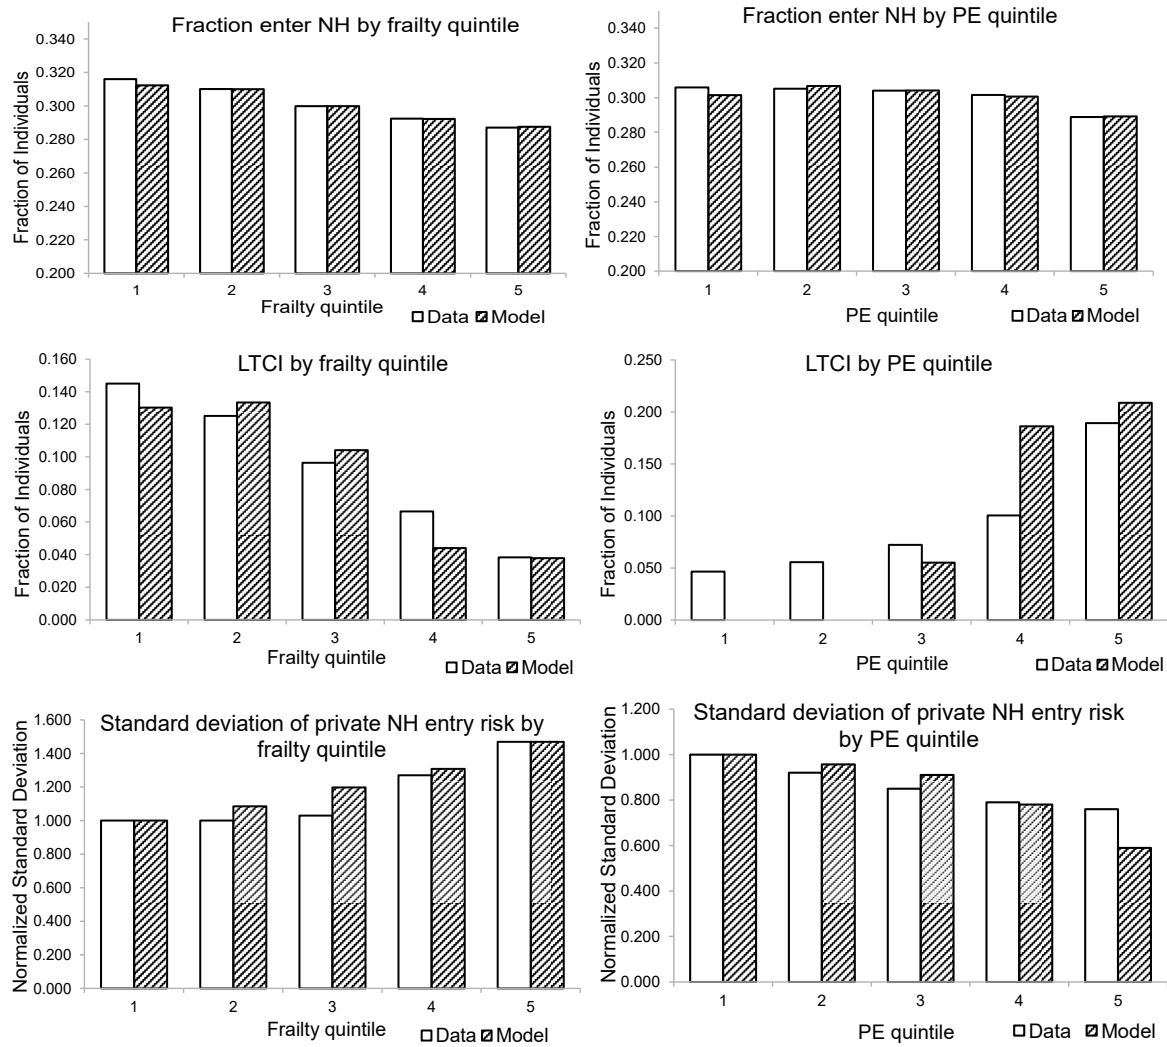 Fraction enter NH by frailty quintile
Fraction of Individuals
0.340
0.320
0.300
0.280
0.260
0.240
0.220
0.200
1 2 3 4 5
Frailty quintile
Data Model
Fraction enter NH by PE quintile
Fraction of Individuals
0.340
0.320
0.300
0.280
0.260
0.240
0.220
0.200
1 2 3 4 5
PE quintile
Data Model
LTCI by frailty quintile
Fraction of Individuals
0.160
0.140
0.120
0.100
0.080
0.060
0.040
0.020
0.000
1 2 3 4 5
Frailty quintile
Data Model
LTCI by PE quintile
Fraction of Individuals
0.250
0.200
0.150
0.100
0.050
0.000
1 2 3 4 5
PE quintile
Data Model
Standard deviation of private NH entry risk by
frailty quintile
Normalized Standard Deviation
1.600
1.400
1.200
1.000
0.800
0.600
0.400
0.200
0.000
1 2 3 4 5
Frailty quintile
Data Model
Standard deviation of private NH entry risk
by PE quintile
Normalized Standard Deviation
1.200
1.000
0.800
0.600
0.400
0.200
0.000
1 2 3 4 5
PE quintile
Data Model